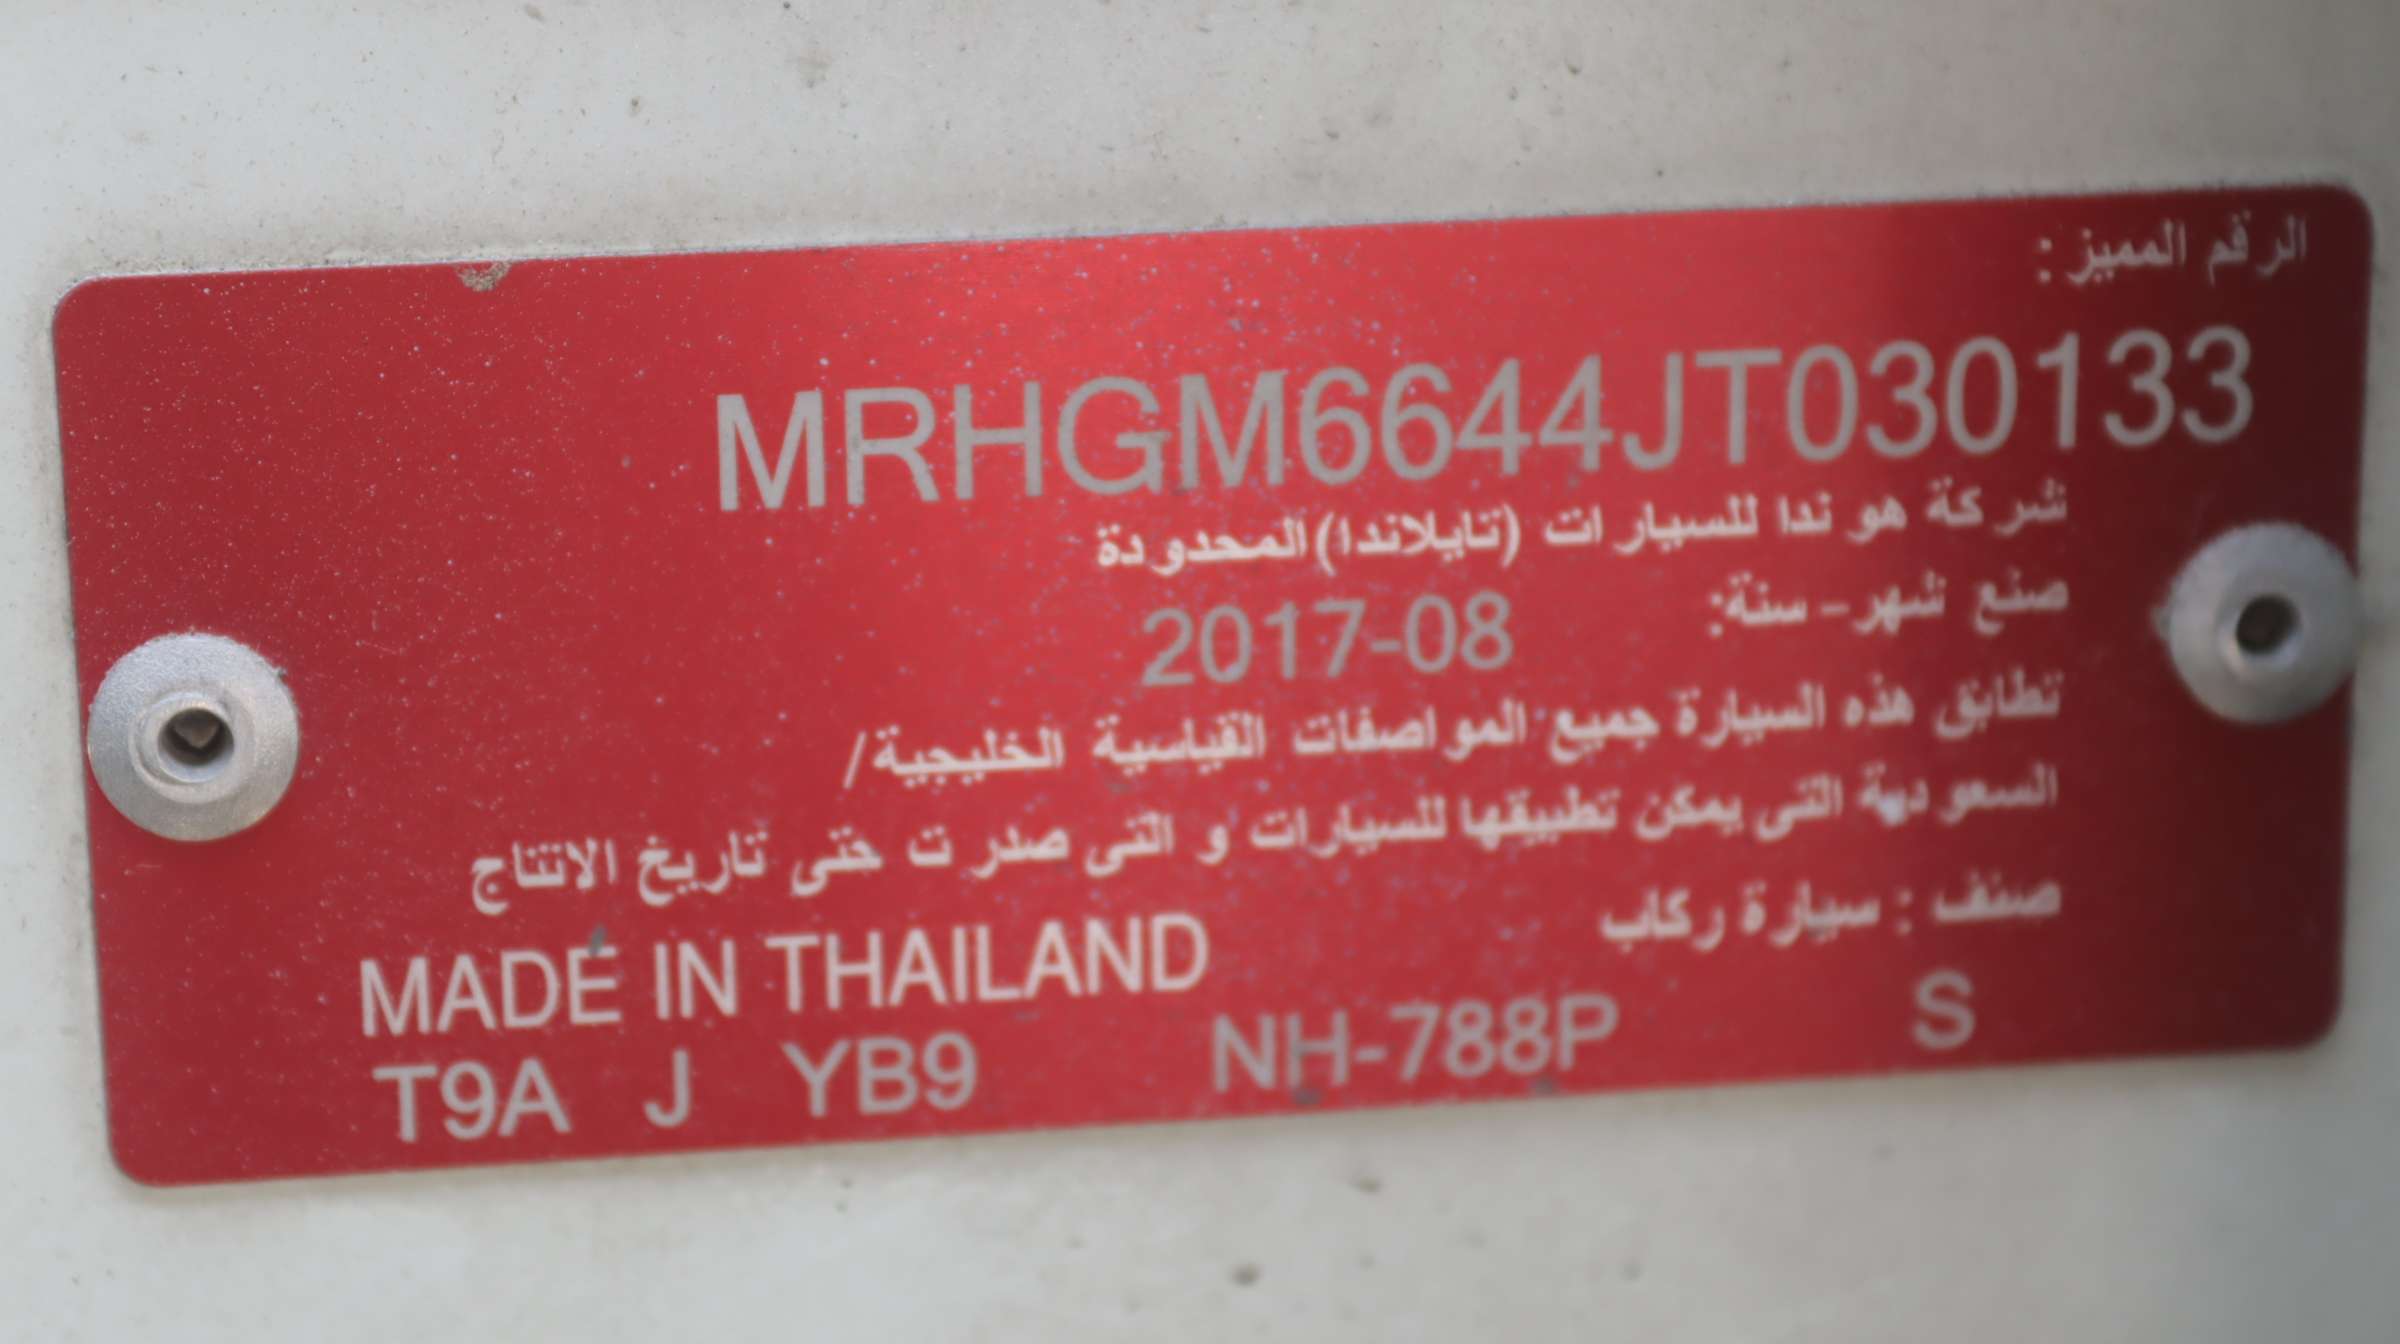 الرقم المميز:
MRHGM6644JT030133
شركة هوندا للسيارات (تايلاندا) المحدودة
صنع شهر - سنة: 2017-08
تطابق هذه السيارة جميع المواصفات القياسية الخليجية/
السعودية التى يمكن تطبيقها للسيارات و التى صدرت حتى تاريخ الانتاج
صنف : سيارة ركاب
MADE IN THAILAND
T9A J YB9 NH-788P S